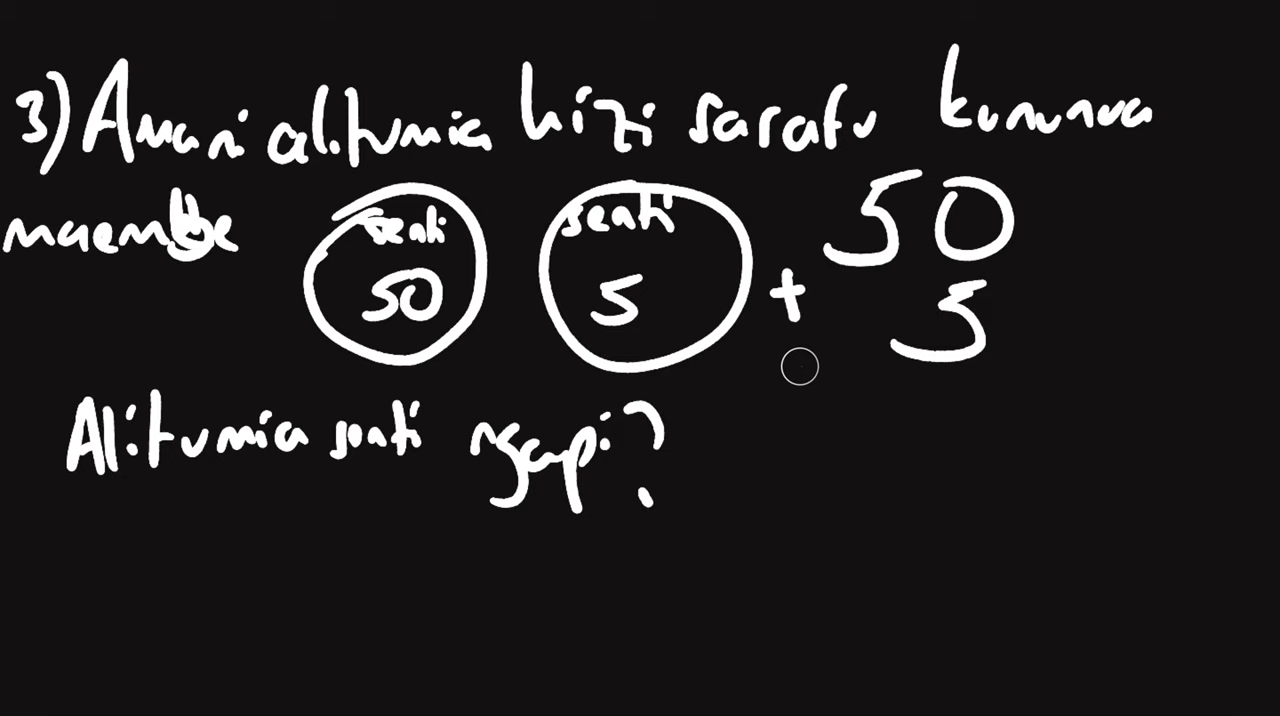 3) Amani alitumia hizi sarafu kununua
maembe
senti senti
50 5
50
+ 5
Alitumia senti ngapi?